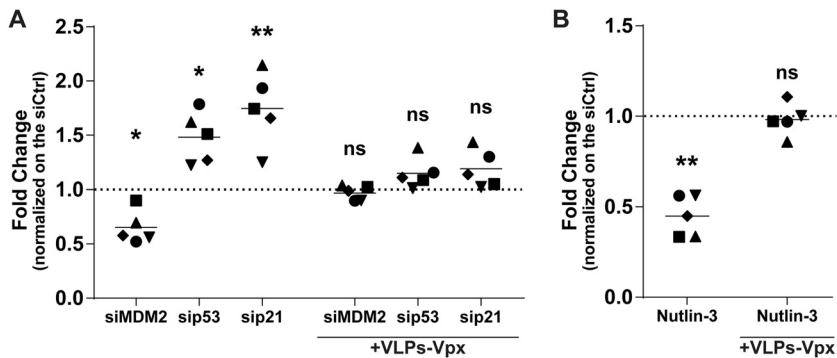 A
Fold Change
(normalized on the siCtrl)
2.5
2.0
1.5
1.0
0.5
0.0
*
*
**
ns
ns
ns
siMDM2
sip53
sip21
siMDM2
sip53
sip21
+VLPs-Vpx
B
Fold Change
(normalized on the siCtrl)
1.5
1.0
0.5
0.0
**
ns
Nutlin-3
Nutlin-3
+VLPs-Vpx